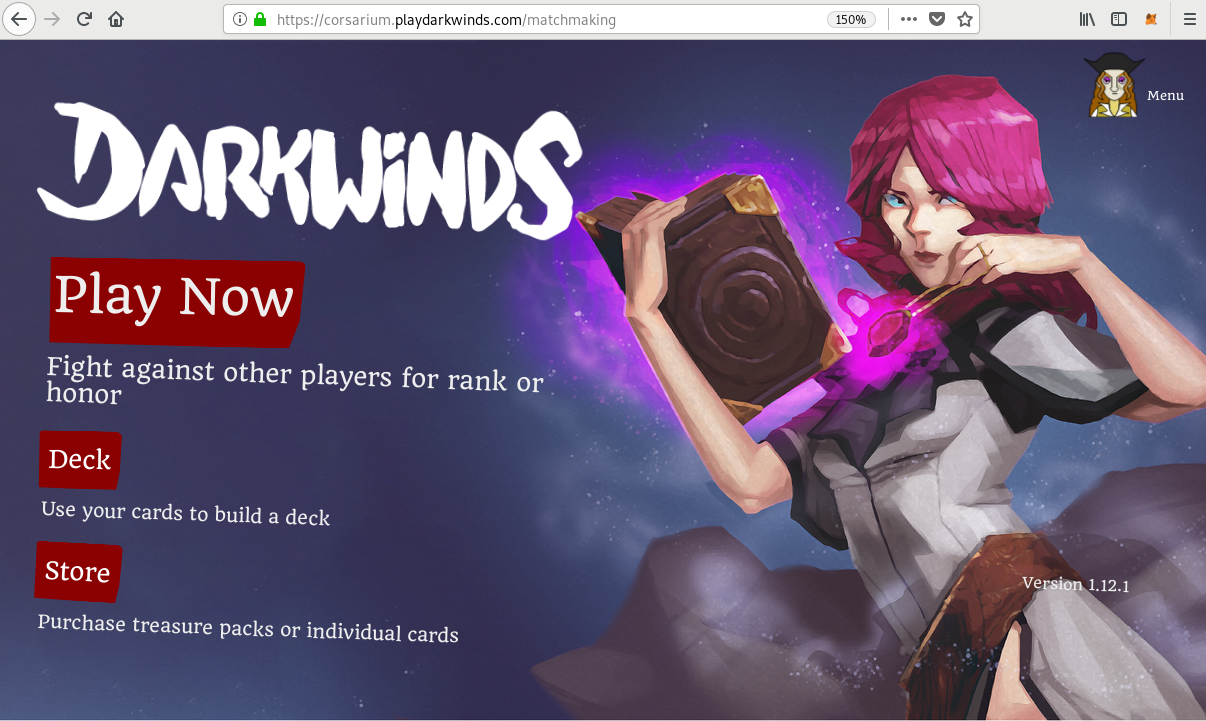 https://corsarium.playdarkwinds.com/matchmaking
150%
Menu
DARKWINDS
Play Now
Fight against other players for rank or
honor
Deck
Use your cards to build a deck
Store
Version 1.12.1
Purchase treasure packs or individual cards